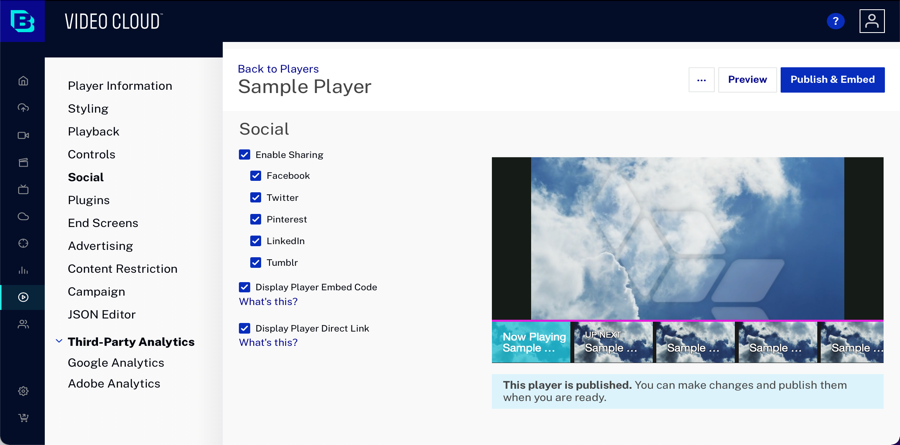 VIDEO CLOUD™
?
Back to Players
Sample Player
...
Preview
Publish & Embed
Player Information
Styling
Playback
Controls
Social
Plugins
End Screens
Advertising
Content Restriction
Campaign
JSON Editor
Third-Party Analytics
Google Analytics
Adobe Analytics
Social
Enable Sharing
Facebook
Twitter
Pinterest
LinkedIn
Tumblr
Display Player Embed Code
What's this?
Display Player Direct Link
What's this?
Now Playing
Sample ...
UP NEXT
Sample ...
Sample ...
Sample ...
Sample ...
This player is published. You can make changes and publish them
when you are ready.